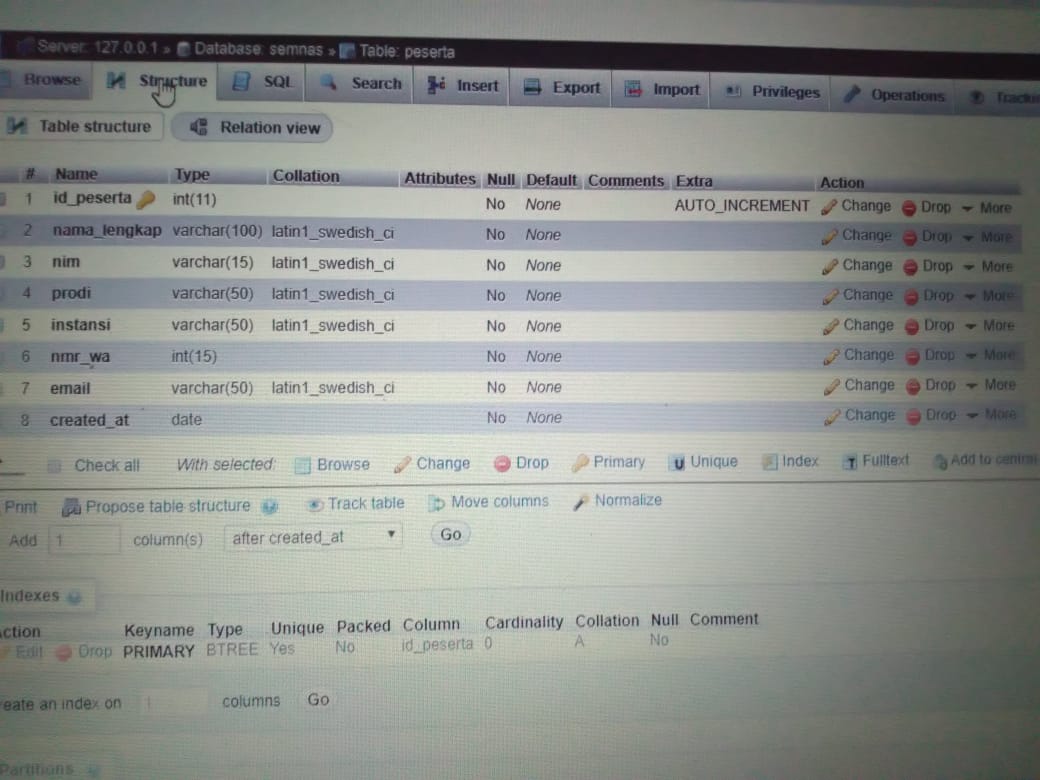 Server: 127.0.0.1 » Database: semnas » Table: peserta
Browse Structure SQL Search Insert Export Import Privileges Operations
Table structure Relation view
# Name Type Collation Attributes Null Default Comments Extra Action
1 id_peserta int(11) No None AUTO_INCREMENT Change Drop More
2 nama_lengkap varchar(100) latin1_swedish_ci No None Change Drop More
3 nim varchar(15) latin1_swedish_ci No None Change Drop More
4 prodi varchar(50) latin1_swedish_ci No None Change Drop More
5 instansi varchar(50) latin1_swedish_ci No None Change Drop More
6 nmr_wa int(15) No None Change Drop More
7 email varchar(50) latin1_swedish_ci No None Change Drop More
8 created_at date No None Change Drop More
Check all With selected: Browse Change Drop Primary Unique Index Fulltext Add to central
Print Propose table structure Track table Move columns Normalize
Add 1 column(s) after created_at Go
Indexes
Action Keyname Type Unique Packed Column Cardinality Collation Null Comment
Edit Drop PRIMARY BTREE Yes No id_peserta 0 A No
eate an index on 1 columns Go
Partitions